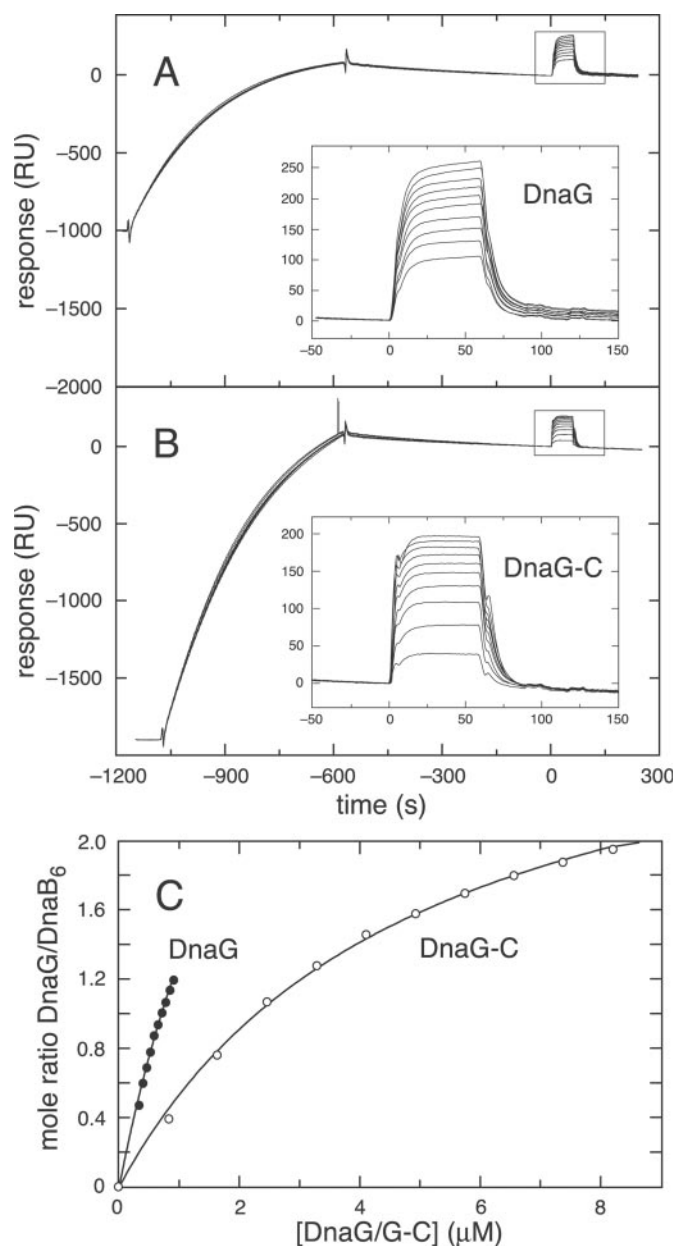 A
0
−500
−1000
−1500
−2000
response (RU)
DnaG
250
200
150
100
50
0
−50 0 50 100 150
B
0
−500
−1000
−1500
response (RU)
DnaG-C
200
150
100
50
0
−50 0 50 100 150
−1200 −900 −600 −300 0 300
time (s)
C
2.0
1.6
1.2
0.8
0.4
0
mole ratio DnaG/DnaB₆
DnaG
DnaG-C
0 2 4 6 8
[DnaG/G-C] (μM)